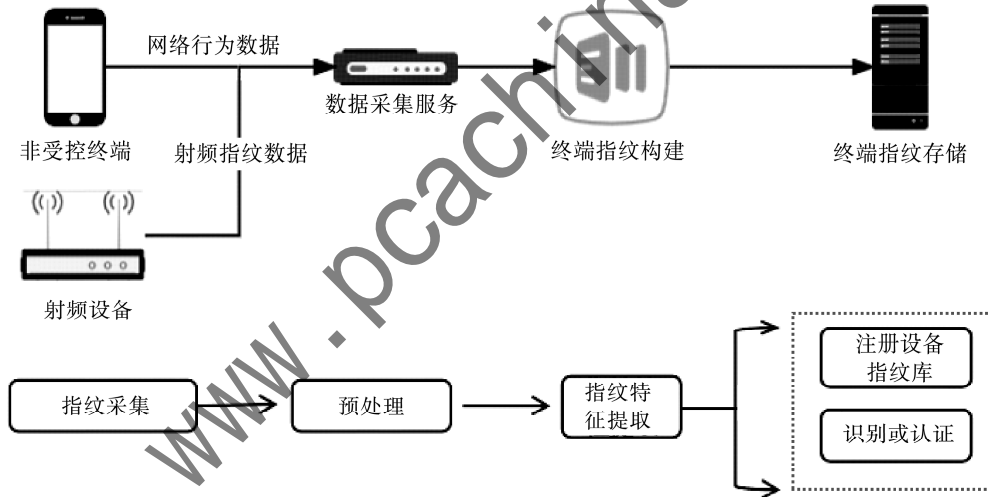 网络行为数据
数据采集服务
非受控终端
射频指纹数据
终端指纹构建
终端指纹存储
射频设备
指纹采集
预处理
指纹特
征提取
注册设备
指纹库
识别或认证
www.pcachina